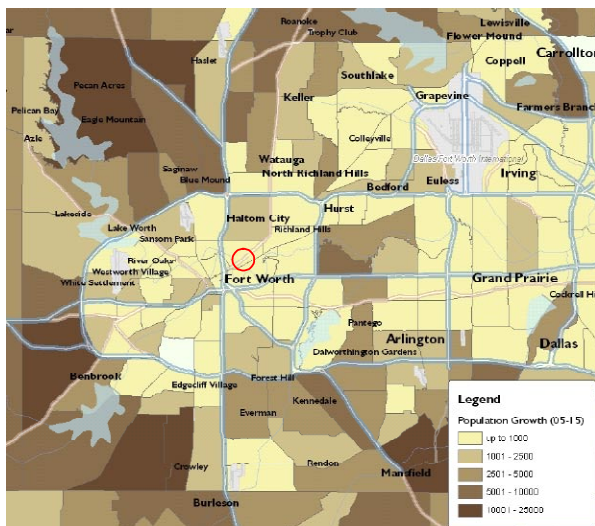 Roanoke
Lewisville
Trophy Club
Flower Mound
Carrollton
Haslet
Coppell
Southlake
Pecan Acres
Keller
Grapevine
Pelican Bay
Farmers Branch
Eagle Mountain
Azle
Colleyville
Watauga
Dallas Fort Worth International
Saginaw
North Richland Hills
Irving
Blue Mound
Bedford
Euless
Hurst
Lakeside
Haltom City
Lake Worth
Richland Hills
Sansom Park
River Oaks
Westworth Village
Fort Worth
Grand Prairie
White Settlement
Cockrell Hi
Pantego
Arlington
Dallas
Dalworthington Gardens
Benbrook
Forest Hill
Edgecliff Village
Kennedale
Everman
Crowley
Rendon
Mansfield
Burleson
Legend
Population Growth (05-15)
up to 1000
1001 - 2500
2501 - 5000
5001 - 10000
10001 - 25000